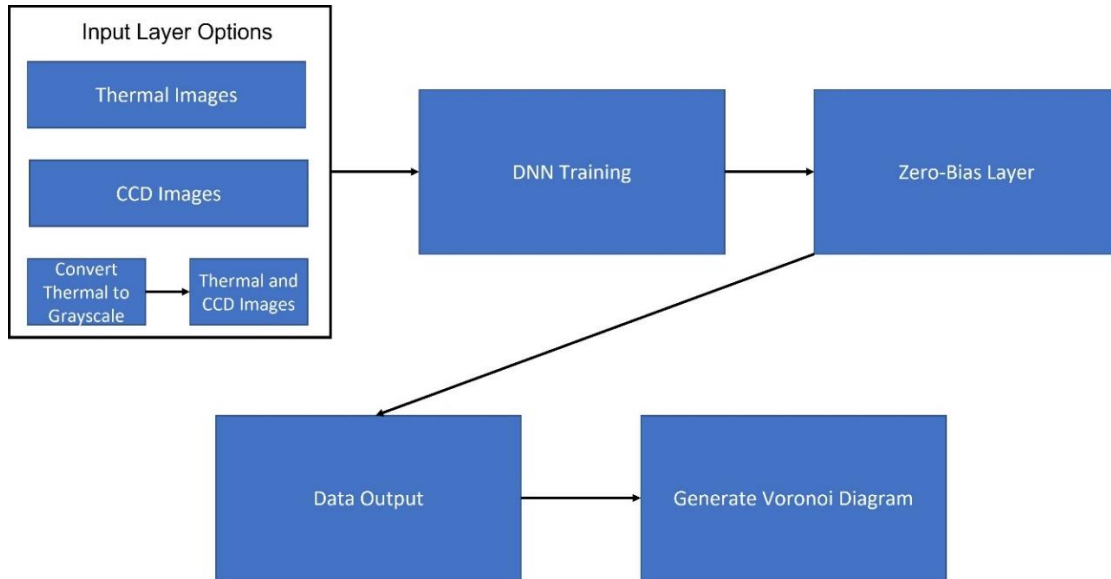 Input Layer Options
Thermal Images
CCD Images
Convert
Thermal to
Grayscale
Thermal and
CCD Images
DNN Training
Zero-Bias Layer
Data Output
Generate Voronoi Diagram